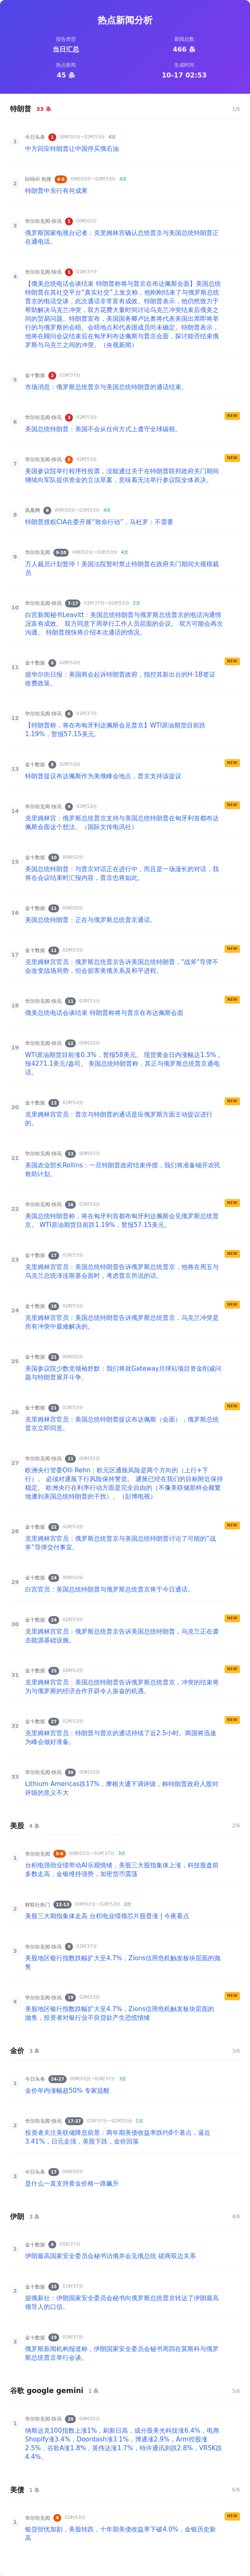 热点新闻分析
报告类型
新闻总数
当日汇总
466 条
热点新闻
生成时间
45 条
10-17 02:53
特朗普 33 条 1/6
1
今日头条 1 00时02分~02时53分 4次
中方回应特朗普让中国停买俄石油
2
bilibili 热搜 4-5 00时02分~02时53分 4次
特朗普中东行有何成果
3
华尔街见闻-快讯 1 00时02分
俄罗斯国家电视台记者:克里姆林宫确认总统普京与美国总统特朗普正
在通电话。
4
华尔街见闻-快讯 1 01时37分
【俄美总统电话会谈结束 特朗普称将与普京在布达佩斯会面】美国总统
特朗普在其社交平台“真实社交”上发文称,他刚刚结束了与俄罗斯总统
普京的电话交谈,此次通话非常富有成效。特朗普表示,他仍然致力于
帮助解决乌克兰冲突,双方花费大量时间讨论乌克兰冲突结束后俄美之
间的贸易问题。特朗普宣布,美国国务卿卢比奥将代表美国出席即将举
行的与俄罗斯的会晤。会晤地点和代表团成员尚未确定。特朗普表示,
他将在顾问会议结束后在匈牙利布达佩斯与普京会面,探讨能否结束俄
罗斯与乌克兰之间的冲突。(央视新闻)
5
金十数据 2 01时37分
市场消息:俄罗斯总统普京与美国总统特朗普的通话结束。
6
华尔街见闻-快讯 3 02时53分
NEW
美国总统特朗普:美国不会从任何方式上遵守全球碳税。
7
华尔街见闻-快讯 5 02时53分
NEW
美国参议院举行程序性投票,没能通过关于在特朗普联邦政府关门期间
继续向军队提供资金的立法草案,意味着无法举行参议院全体表决。
8
凤凰网 6 00时02分~02时53分 4次
特朗普授权CIA在委开展“致命行动”,马杜罗:不需要
9
华尔街见闻 9-10 00时02分~02时53分 4次
万人裁员计划暂停!美国法院暂时禁止特朗普在政府关门期间大规模裁
员
10
华尔街见闻-快讯 7-17 01时37分~02时53分 2次
白宫新闻秘书Leavitt:美国总统特朗普与俄罗斯总统普京的电话沟通情
况富有成效。 双方同意下周举行工作人员层面的会议。 双方可能会再次
沟通。 特朗普很快将介绍本次通话的情况。
11
金十数据 6 02时53分
NEW
据华尔街日报:美国商会起诉特朗普政府,指控其新出台的H-1B签证
收费政策。
12
华尔街见闻-快讯 6 01时37分
【特朗普称,将在布达佩斯会见普京】WTI原油期货目前跌
1.19%,暂报57.15美元。
13
金十数据 8 02时53分
NEW
特朗普提议布达佩斯作为美俄峰会地点,普京支持该提议
14
华尔街见闻-快讯 9 02时53分
NEW
克里姆林宫:俄罗斯总统普京支持与美国总统特朗普在匈牙利首都布达
佩斯会面这个想法。(国际文传电讯社)
15
金十数据 10 00时02分
美国总统特朗普:与普京对话正在进行中,而且是一场漫长的对话,我
将在会议结束时汇报内容,普京也将如此。
16
金十数据 11 00时02分
美国总统特朗普:正在与俄罗斯总统普京通话。
17
金十数据 11 02时53分
NEW
克里姆林宫官员:俄罗斯总统普京告诉美国总统特朗普,“战斧”导弹不
会改变战场局势,但会损害美俄关系及和平进程。
18
华尔街见闻-快讯 11 02时53分
NEW
俄美总统电话会谈结束 特朗普称将与普京在布达佩斯会面
19
华尔街见闻-快讯 12 00时02分
WTI原油期货目前涨0.3%,暂报58美元。 现货黄金日内涨幅达1.5%,
报4271.1美元/盎司。 美国总统特朗普称,其正与俄罗斯总统普京通电
话。
20
金十数据 13 02时53分
NEW
克里姆林宫官员:普京与特朗普的通话是应俄罗斯方面主动提议进行
的。
21
华尔街见闻-快讯 13 00时02分
美国农业部长Rollins:一旦特朗普政府结束停摆,我们将准备铺开农民
救助计划。
22
华尔街见闻-快讯 16 02时53分
NEW
美国总统特朗普称,将在匈牙利首都布达佩斯会见俄罗斯总统普
京。 WTI原油期货目前跌1.19%,暂报57.15美元。
23
金十数据 17 02时53分
NEW
克里姆林宫官员:美国总统特朗普告诉俄罗斯总统普京,他将在周五与
乌克兰总统泽连斯基会面时,考虑普京所说的话。
24
金十数据 18 02时53分
NEW
克里姆林宫官员:美国总统特朗普告诉俄罗斯总统普京,乌克兰冲突是
所有冲突中最难解决的。
25
金十数据 21 00时02分
美国参议院少数党领袖舒默:我们将就Gateway月球站项目资金削减问
题与特朗普展开斗争。
26
金十数据 21 02时53分
NEW
克里姆林宫官员:美国总统特朗普提议布达佩斯(会面),俄罗斯总统
普京立即同意。
27
华尔街见闻-快讯 21 00时02分
欧洲央行管委Olli Rehn:欧元区通胀风险是两个方向的(上行+下
行)。 必须对通胀下行风险保持警觉。 通胀已经在我们的目标附近保持
稳定。 欧洲央行在利率行动方面是完全自由的(不像美联储那样会频繁
地遭到美国总统特朗普的干扰)。(彭博电视)
28
金十数据 22 02时53分
NEW
克里姆林宫官员:俄罗斯总统普京与美国总统特朗普讨论了可能的“战
斧”导弹交付事宜。
29
金十数据 24 00时02分
白宫官员:美国总统特朗普与俄罗斯总统普京将于今日通话。
30
金十数据 24 02时53分
NEW
克里姆林宫官员:俄罗斯总统普京告诉美国总统特朗普,乌克兰正在袭
击能源基础设施。
31
金十数据 25 02时53分
NEW
克里姆林宫官员:美国总统特朗普告诉俄罗斯总统普京,冲突的结束将
为与俄罗斯的经济合作开辟令人振奋的机遇。
32
金十数据 27 02时53分
NEW
克里姆林宫官员:特朗普与普京的通话持续了近2.5小时。两国将迅速
为峰会做好准备。
33
华尔街见闻-快讯 30 00时02分
Lithium Americas跌17%,摩根大通下调评级,称特朗普政府入股对
评级的意义不大
美股 4 条 2/6
1
华尔街见闻 5-6 00时02分~01时37分 3次
台积电强劲业绩带动AI乐观情绪,美股三大股指集体上涨,科技股盘前
多数走高,金银维持强势,加密货币震荡
2
财联社热门 12-13 00时02分~02时53分 2次
美股三大期指集体走高 台积电业绩领芯片股普涨 | 今夜看点
3
华尔街见闻-快讯 9 01时37分
美股地区银行指数跌幅扩大至4.7%,Zions信用危机触发板块层面的抛
售
4
华尔街见闻-快讯 19 02时53分
NEW
美股地区银行指数跌幅扩大至4.7%,Zions信用危机触发板块层面的
抛售,投资者对银行业不良贷款产生恐慌情绪
金价 3 条 3/6
1
今日头条 24-27 00时02分~01时37分 3次
金价年内涨幅超50% 专家提醒
2
华尔街见闻-快讯 17-27 01时37分~02时53分 2次
投资者关注美联储降息前景:两年期美债收益率跌约8个基点,逼近
3.41%,日元走强,美股下跌,金价回落
3
今日头条 17 00时02分
是什么一直支持黄金价格一路飙升
伊朗 3 条 4/6
1
金十数据 6 01时37分
伊朗最高国家安全委员会秘书访俄并会见俄总统 磋商双边关系
2
金十数据 15 01时37分
据俄新社:伊朗国家安全委员会秘书向俄罗斯总统普京转达了伊朗最高
领导人的口信。
3
金十数据 19 01时37分
俄罗斯新闻机构报道称,伊朗国家安全委员会秘书周四在莫斯科与俄罗
斯总统普京举行会谈。
谷歌 google gemini 1 条 5/6
1
华尔街见闻-快讯 20 00时02分
纳斯达克100指数上涨1%,刷新日高,成分股美光科技涨6.4%,电商
Shopify涨3.4%,Doordash涨3.1%,博通涨2.9%,Arm控股涨
2.5%,谷歌A涨1.8%,英伟达涨1.7%,特许通讯则跌2.8%,VRSK跌
4.4%。
美债 1 条 6/6
1
华尔街见闻 4 02时53分
NEW
银贷担忧加剧,美股转跌,十年期美债收益率下破4.0%,金银历史新
高